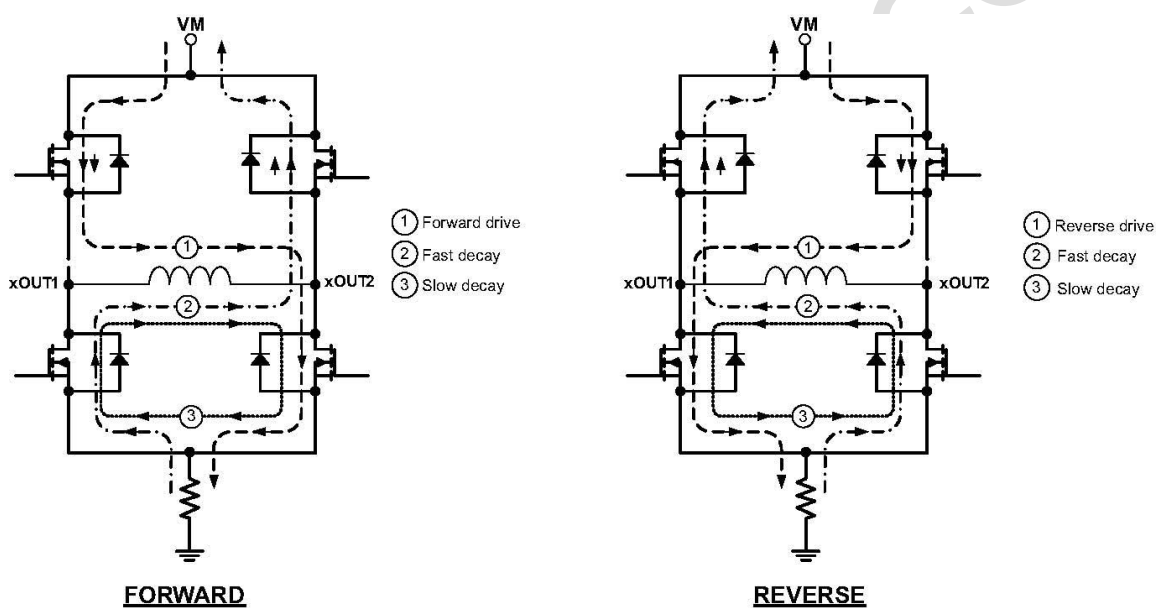 VM
1
1 Forward drive
2 Fast decay
3 Slow decay
xOUT1
xOUT2
2
3
FORWARD
VM
1
1 Reverse drive
2 Fast decay
3 Slow decay
xOUT1
xOUT2
2
3
REVERSE